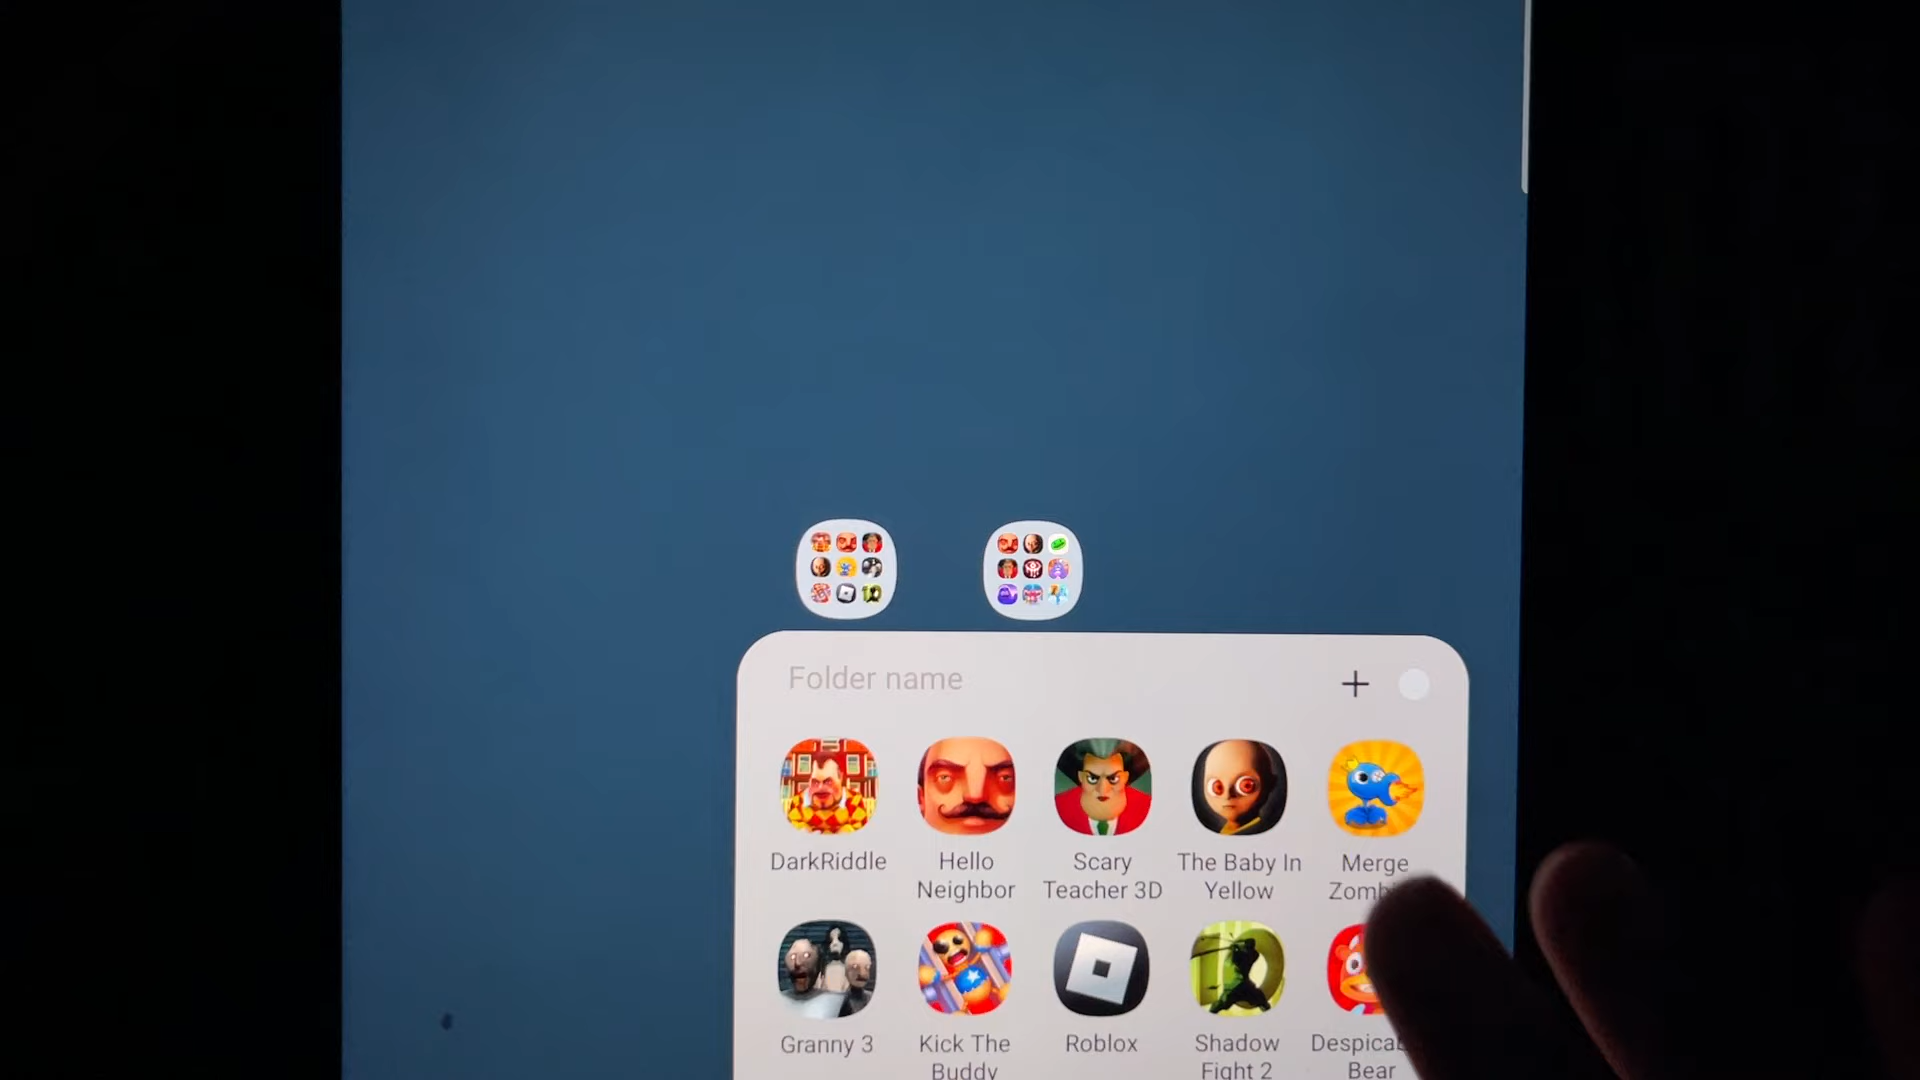 Folder name
DarkRiddle
Hello
Neighbor
Scary
Teacher 3D
The Baby In
Yellow
Merge
Granny 3
Kick The
Buddy
Roblox
Shadow
Fight 2
Bear